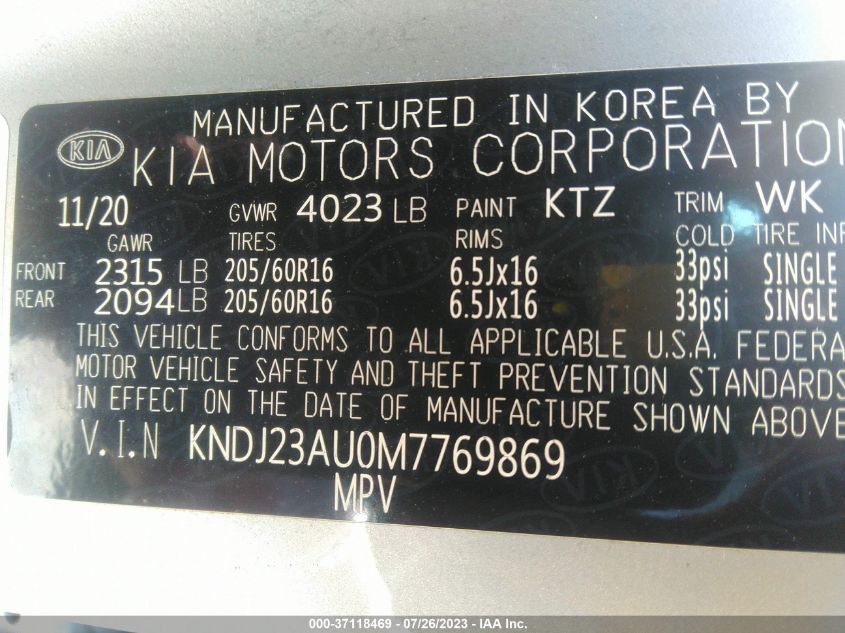 MANUFACTURED IN KOREA BY
KIA KIA MOTORS CORPORATION
11/20 GVWR 4023 LB PAINT KTZ TRIM WK
GAWR TIRES RIMS COLD TIRE INF
FRONT 2315 LB 205/60R16 6.5Jx16 33psi SINGLE
REAR 2094LB 205/60R16 6.5Jx16 33psi SINGLE
THIS VEHICLE CONFORMS TO ALL APPLICABLE U.S.A. FEDERA
MOTOR VEHICLE SAFETY AND THEFT PREVENTION STANDARDS
IN EFFECT ON THE DATE OF MANUFACTURE SHOWN ABOVE
V.I.N KNDJ23AU0M7769869
MPV
000-37118469 - 07/26/2023 - IAA Inc.